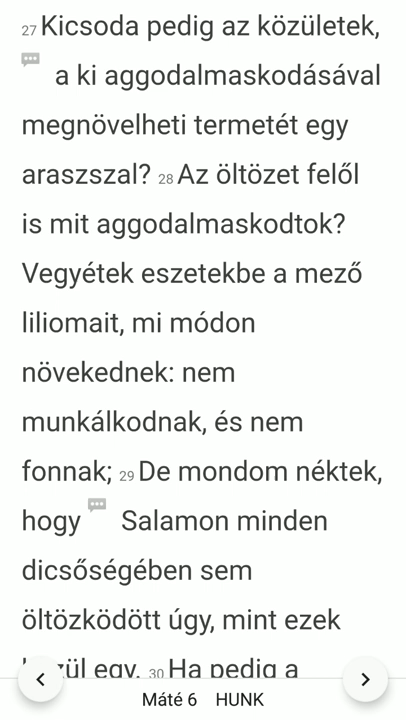 27 Kicsoda pedig az közületek,
a ki aggodalmaskodásával
megnövelheti termetét egy
araszszal? 28 Az öltözet felől
is mit aggodalmaskodtok?
Vegyétek eszetekbe a mező
liliomait, mi módon
növekednek: nem
munkálkodnak, és nem
fonnak; 29 De mondom néktek,
hogy Salamon minden
dicsőségében sem
öltözködött úgy, mint ezek
egy. 30 Ha pedig a
Máté 6 HUNK